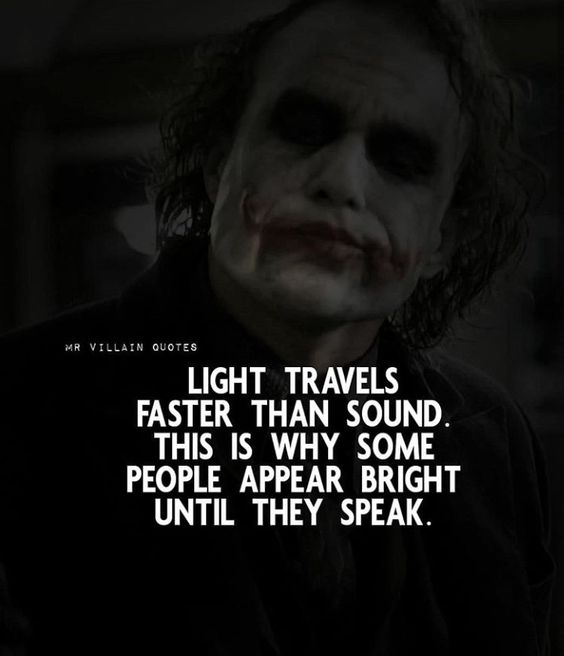 MR VILLAIN QUOTES
LIGHT TRAVELS
FASTER THAN SOUND.
THIS IS WHY SOME
PEOPLE APPEAR BRIGHT
UNTIL THEY SPEAK.